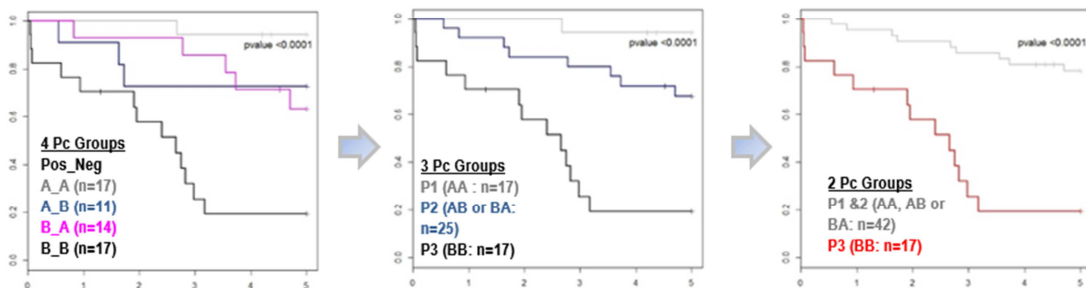 pvalue <0.0001
4 Pc Groups
Pos_Neg
A_A (n=17)
A_B (n=11)
B_A (n=14)
B_B (n=17)
1.0
0.8
0.6
0.4
0.2
0.0
0 1 2 3 4 5
pvalue <0.0001
3 Pc Groups
P1 (AA : n=17)
P2 (AB or BA:
n=25)
P3 (BB: n=17)
1.0
0.8
0.6
0.4
0.2
0.0
0 1 2 3 4 5
pvalue <0.0001
2 Pc Groups
P1 &2 (AA, AB or
BA: n=42)
P3 (BB: n=17)
1.0
0.8
0.6
0.4
0.2
0.0
0 1 2 3 4 5